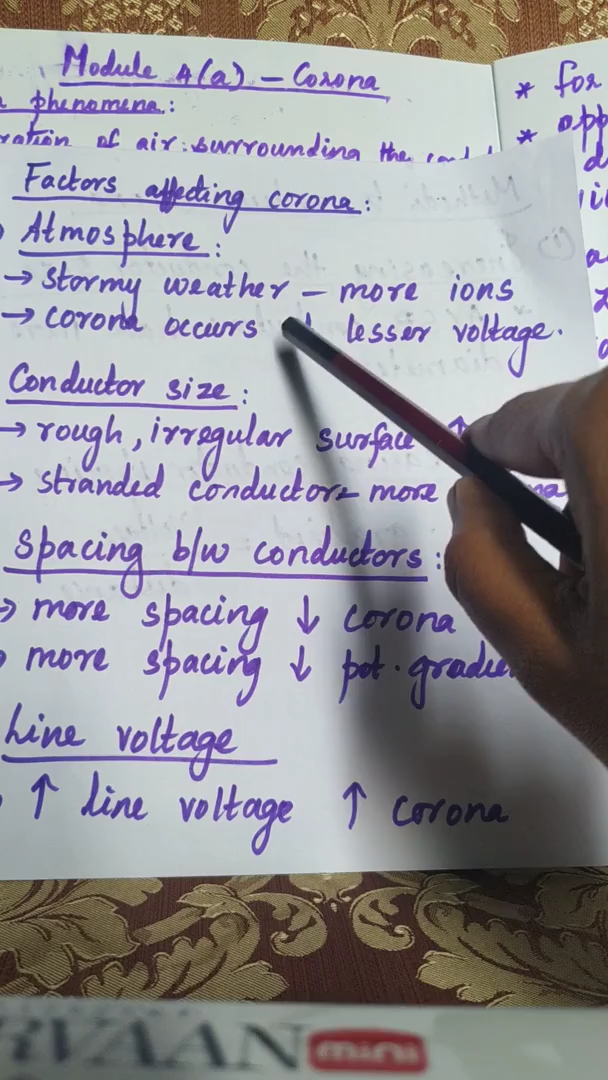 Module 4(a) – Corona
phenomena:
of air surrounding the
Factors affecting corona:
Atmosphere:
→ stormy weather – more ions
→ corona occurs lesser voltage.
Conductor size:
→ rough, irregular surface ↑
→ stranded conductor – more
Spacing b/w conductors:
→ more spacing ↓ corona
more spacing ↓ pot. gradie
Line voltage
↑ line voltage ↑ corona
* for
* opp
mini